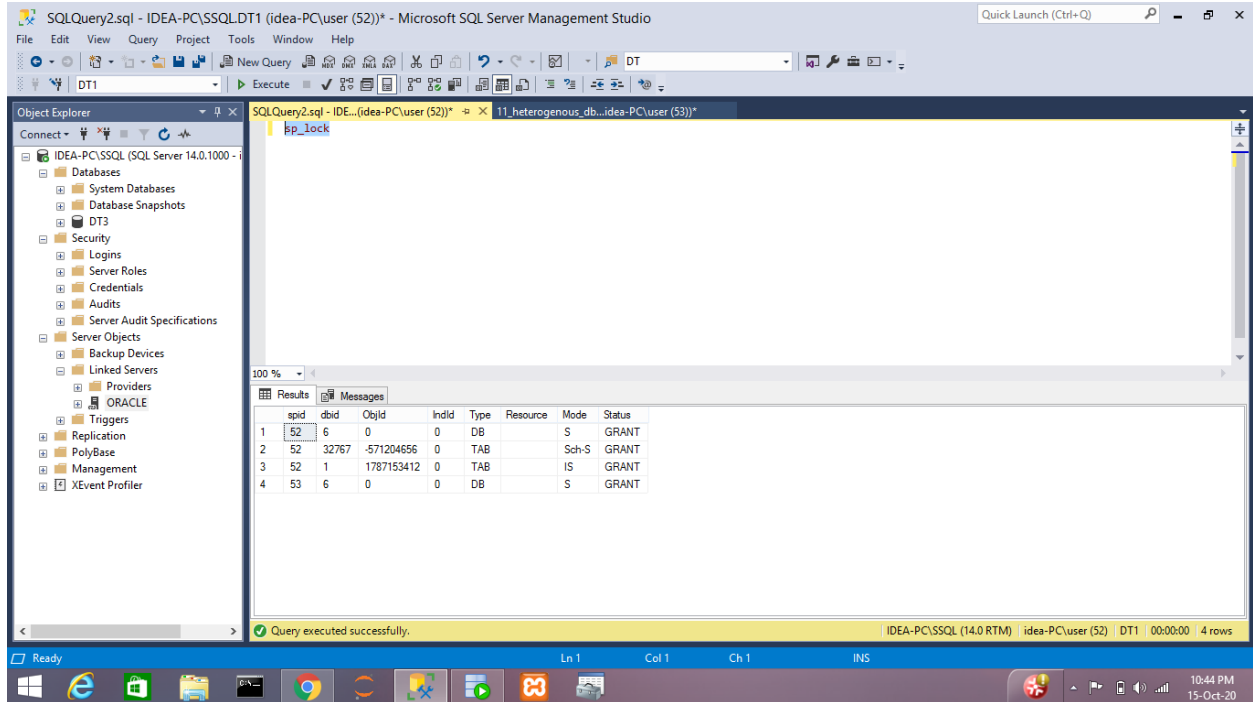 SQLQuery2.sql - IDEA-PC\SSQL.DT1 (idea-PC\user (52))* - Microsoft SQL Server Management Studio
Quick Launch (Ctrl+Q)
File Edit View Query Project Tools Window Help
New Query MDX DMX XMLA DAX DT
DT1 Execute
Object Explorer
SQLQuery2.sql - IDE...(idea-PC\user (52))* 11_heterogenous_db...idea-PC\user (53))*
Connect
sp_lock
IDEA-PC\SSQL (SQL Server 14.0.1000 - i
Databases
System Databases
Database Snapshots
DT3
Security
Logins
Server Roles
Credentials
Audits
Server Audit Specifications
Server Objects
Backup Devices
Linked Servers
Providers
ORACLE
Triggers
Replication
PolyBase
Management
XEvent Profiler
100 %
Results Messages
spid dbid ObjId IndId Type Resource Mode Status
1 52 6 0 0 DB S GRANT
2 52 32767 -571204656 0 TAB Sch-S GRANT
3 52 1 1787153412 0 TAB IS GRANT
4 53 6 0 0 DB S GRANT
Query executed successfully.
IDEA-PC\SSQL (14.0 RTM) idea-PC\user (52) DT1 00:00:00 4 rows
Ready Ln 1 Col 1 Ch 1 INS
10:44 PM
15-Oct-20